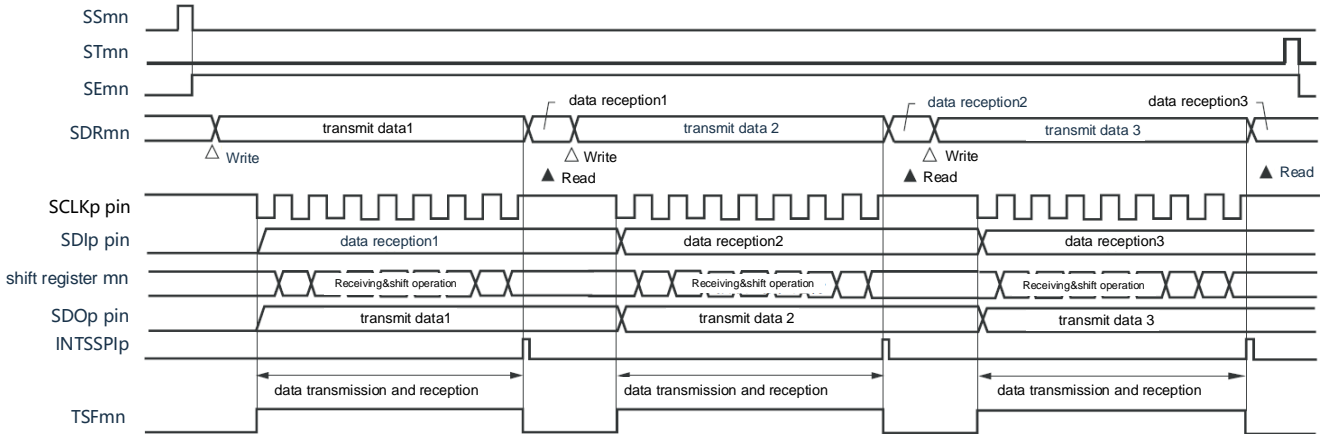 SSmn
STmn
SEmn
data reception1
data reception2
data reception3
SDRmn
transmit data1
transmit data 2
transmit data 3
△ Write
△ Write
△ Write
▲ Read
▲ Read
▲ Read
SCLKp pin
SDIp pin
data reception1
data reception2
data reception3
shift register mn
Receiving&shift operation
Receiving&shift operation
Receiving&shift operation
SDOp pin
transmit data1
transmit data 2
transmit data 3
INTSSPIp
data transmission and reception
data transmission and reception
data transmission and reception
TSFmn